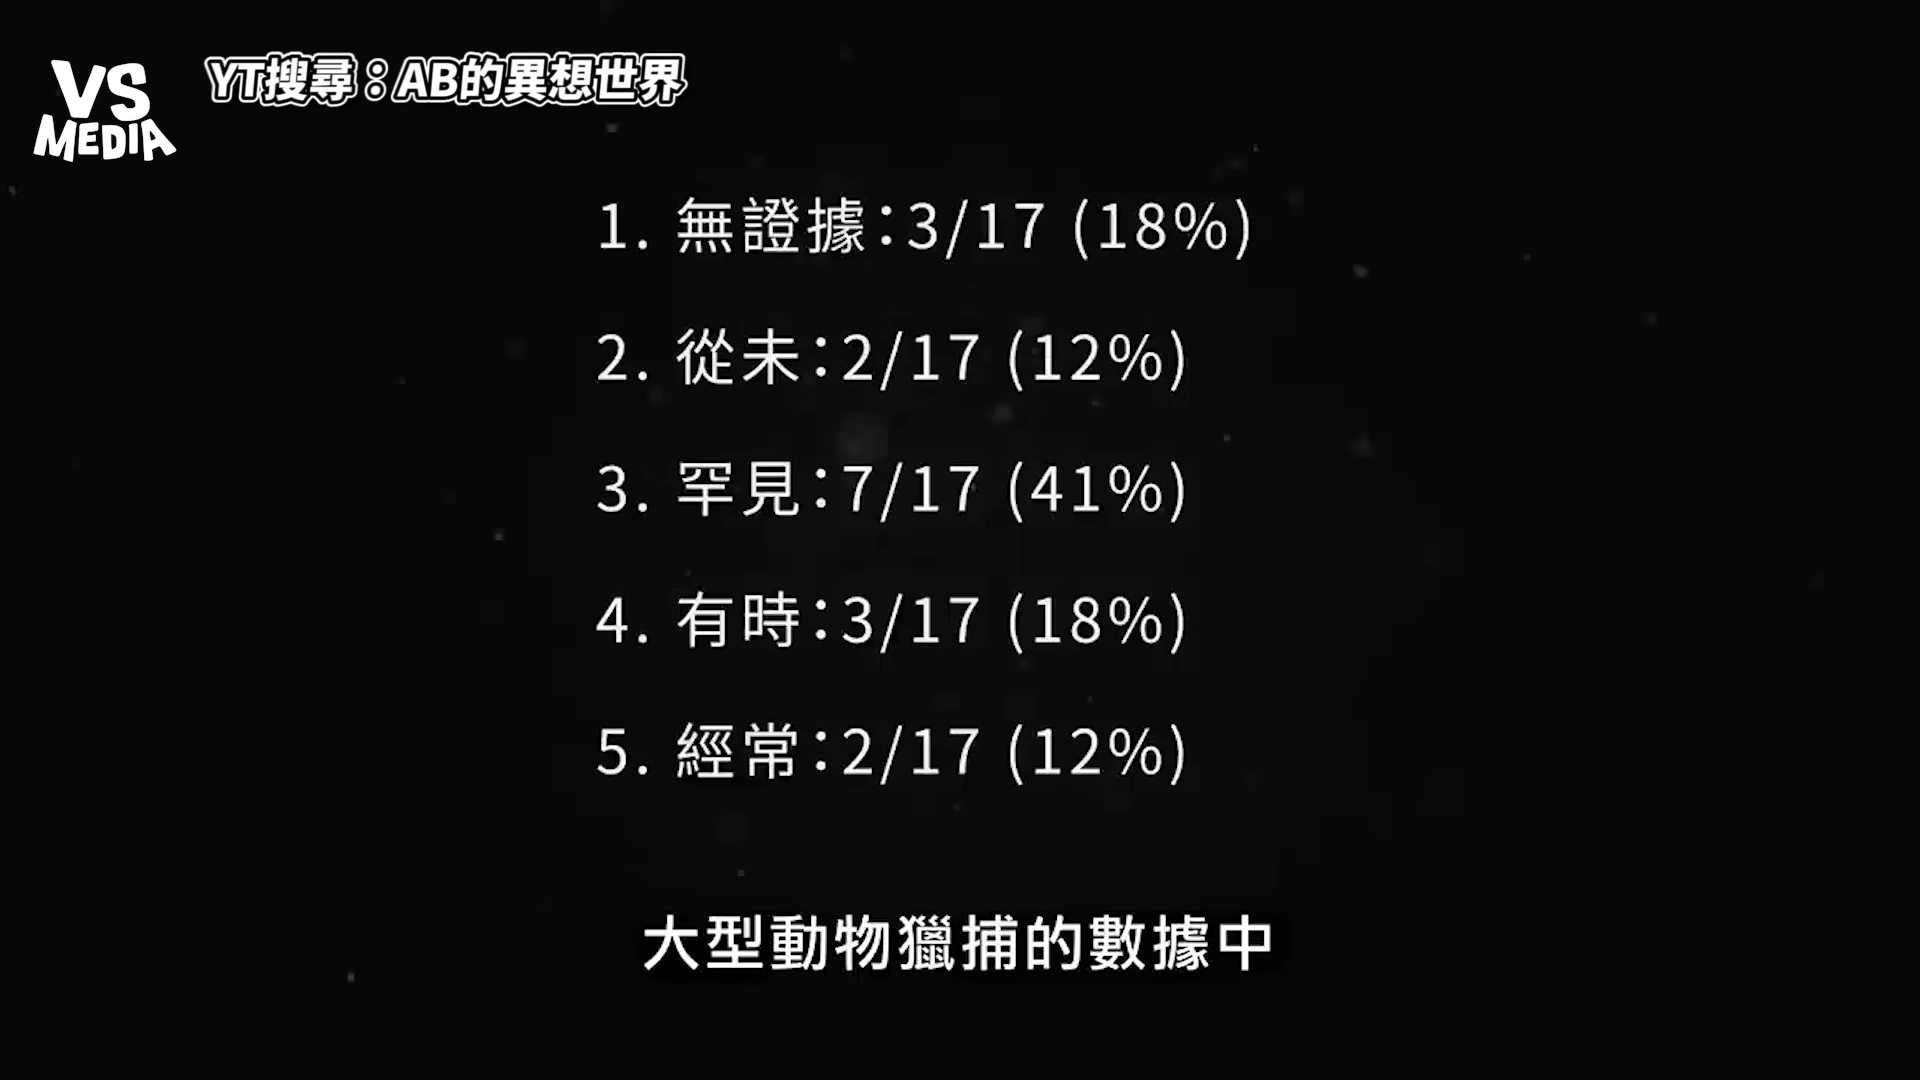 VS
MEDIA
YT搜尋：AB的異想世界
1. 無證據：3/17 (18%)
2. 從未：2/17 (12%)
3. 罕見：7/17 (41%)
4. 有時：3/17 (18%)
5. 經常：2/17 (12%)
大型動物獵捕的數據中